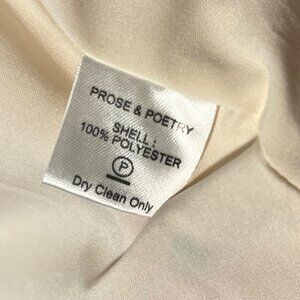 PROSE & POETRY
SHELL :
100% POLYESTER
P
Dry Clean Only